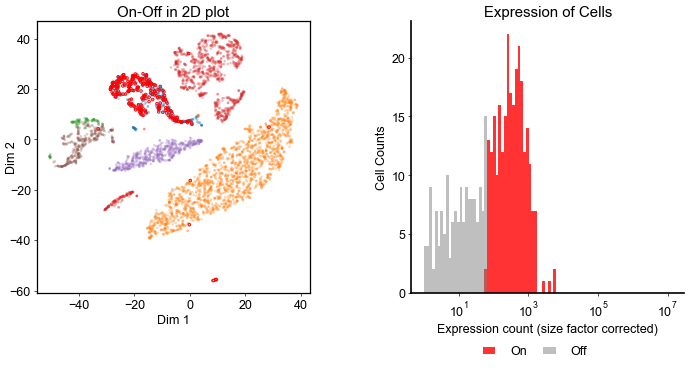 On-Off in 2D plot
40
20
0
−20
−40
−60
Dim 2
−40 −20 0 20 40
Dim 1
Expression of Cells
20
15
10
5
0
Cell Counts
10^1 10^3 10^5 10^7
Expression count (size factor corrected)
On Off